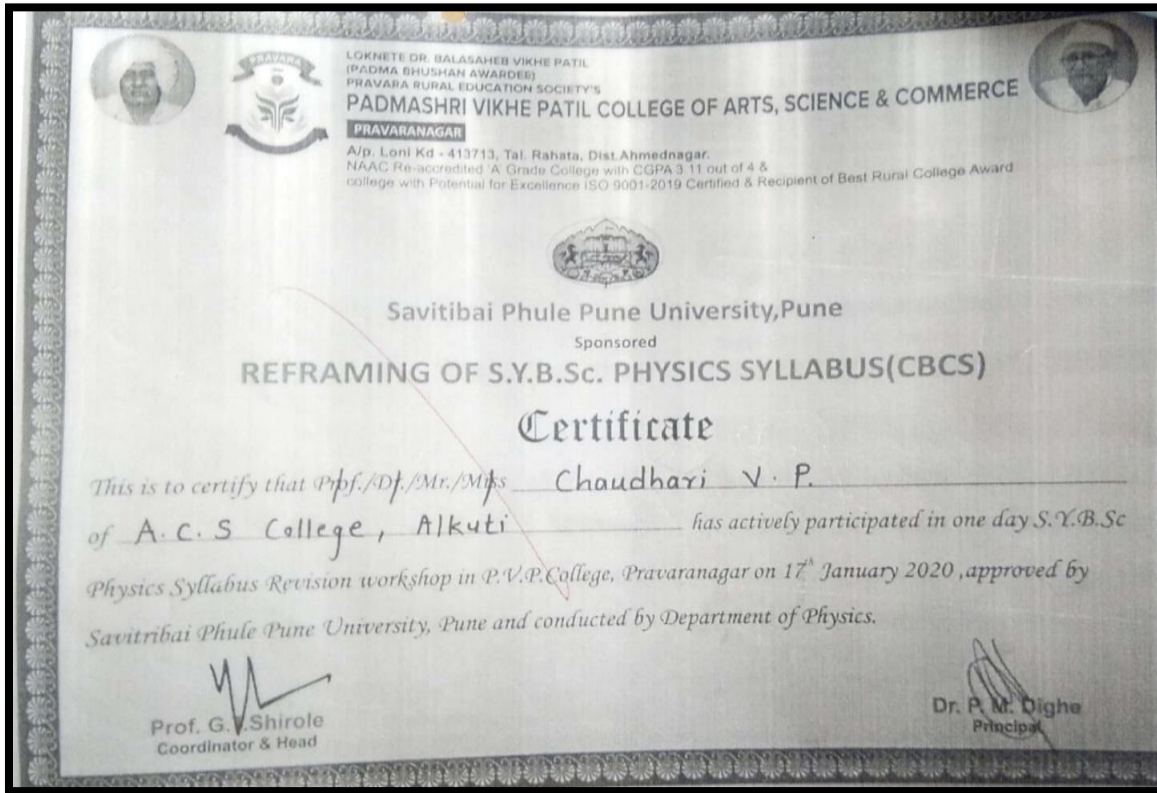 PRAVARA
LOKNETE DR. BALASAHEB VIKHE PATIL
(PADMA BHUSHAN AWARDEE)
PRAVARA RURAL EDUCATION SOCIETY'S
PADMASHRI VIKHE PATIL COLLEGE OF ARTS, SCIENCE & COMMERCE
PRAVARANAGAR
A/p. Loni Kd - 413713, Tal. Rahata, Dist.Ahmednagar.
NAAC Re-accredited 'A' Grade College with CGPA 3.11 out of 4 &
college with Potential for Excellence ISO 9001-2019 Certified & Recipient of Best Rural College Award
Savitibai Phule Pune University,Pune
Sponsored
REFRAMING OF S.Y.B.Sc. PHYSICS SYLLABUS(CBCS)
Certificate
This is to certify that Prof./Dr./Mr./Miss Chaudhari V. P.
of A.C.S College, Alkuti has actively participated in one day S.Y.B.Sc
Physics Syllabus Revision workshop in P.V.P.College, Pravaranagar on 17th January 2020 ,approved by
Savitribai Phule Pune University, Pune and conducted by Department of Physics.
Prof. G. .Shirole
Coordinator & Head
Dr. P. M. Dighe
Principal